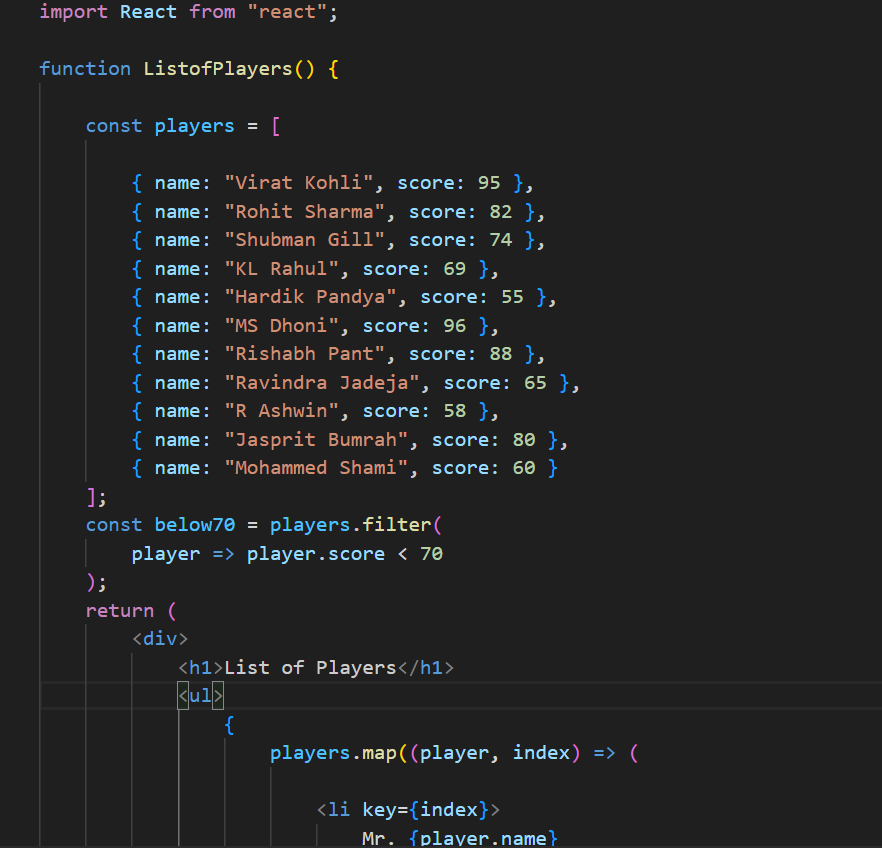 import React from "react";
function ListofPlayers() {
const players = [
{ name: "Virat Kohli", score: 95 },
{ name: "Rohit Sharma", score: 82 },
{ name: "Shubman Gill", score: 74 },
{ name: "KL Rahul", score: 69 },
{ name: "Hardik Pandya", score: 55 },
{ name: "MS Dhoni", score: 96 },
{ name: "Rishabh Pant", score: 88 },
{ name: "Ravindra Jadeja", score: 65 },
{ name: "R Ashwin", score: 58 },
{ name: "Jasprit Bumrah", score: 80 },
{ name: "Mohammed Shami", score: 60 }
];
const below70 = players.filter(
player => player.score < 70
);
return (
<div>
<h1>List of Players</h1>
<ul>
{
players.map((player, index) => (
<li key={index}>
Mr. {player.name}